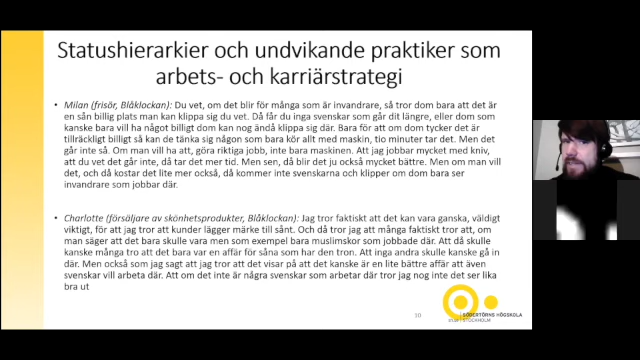 Statushierarkier och undvikande praktiker som
arbets- och karriärstrategi
• Milan (frisör, Blåklockan): Du vet, om det blir för många som är invandrare, så tror dom bara att det är
en sån billig plats man kan klippa sig du vet. Då får du inga svenskar som går dit längre, eller dom som
kanske bara vill ha något billigt dom kan nog ändå klippa sig där. Bara för att om dom tycker det är
tillräckligt billigt så kan de tänka sig någon som bara kör allt med maskin, tio minuter tar det. Men det
går inte så. Om man vill ha att, göra riktiga jobb, inte bara maskinen. Att jag jobbar mycket med kniv,
att du vet det går inte, då tar det mer tid. Men sen, då blir det ju också mycket bättre. Men om man vill
det, och då kostar det lite mer också, då kommer inte svenskarna och klipper om dom bara ser
invandrare som jobbar där.
• Charlotte (försäljare av skönhetsprodukter, Blåklockan): Jag tror faktiskt att det kan vara ganska, väldigt
viktigt, för att jag tror att kunder lägger märke till sånt. Och då tror jag att många faktiskt tror att, om
man säger att det bara skulle vara men som exempel bara muslimskor som jobbade där. Att då skulle
kanske många tro att det bara var en affär för såna som har den tron. Att inga andra skulle kanske gå in
där. Men också som jag sagt att jag tror att det visar på att det kanske är en lite bättre affär att även
svenskar vill arbeta där. Att om det inte är några svenskar som arbetar där tror jag nog inte det ser lika
bra ut
10
SÖDERTÖRNS HÖGSKOLA
STOCKHOLM